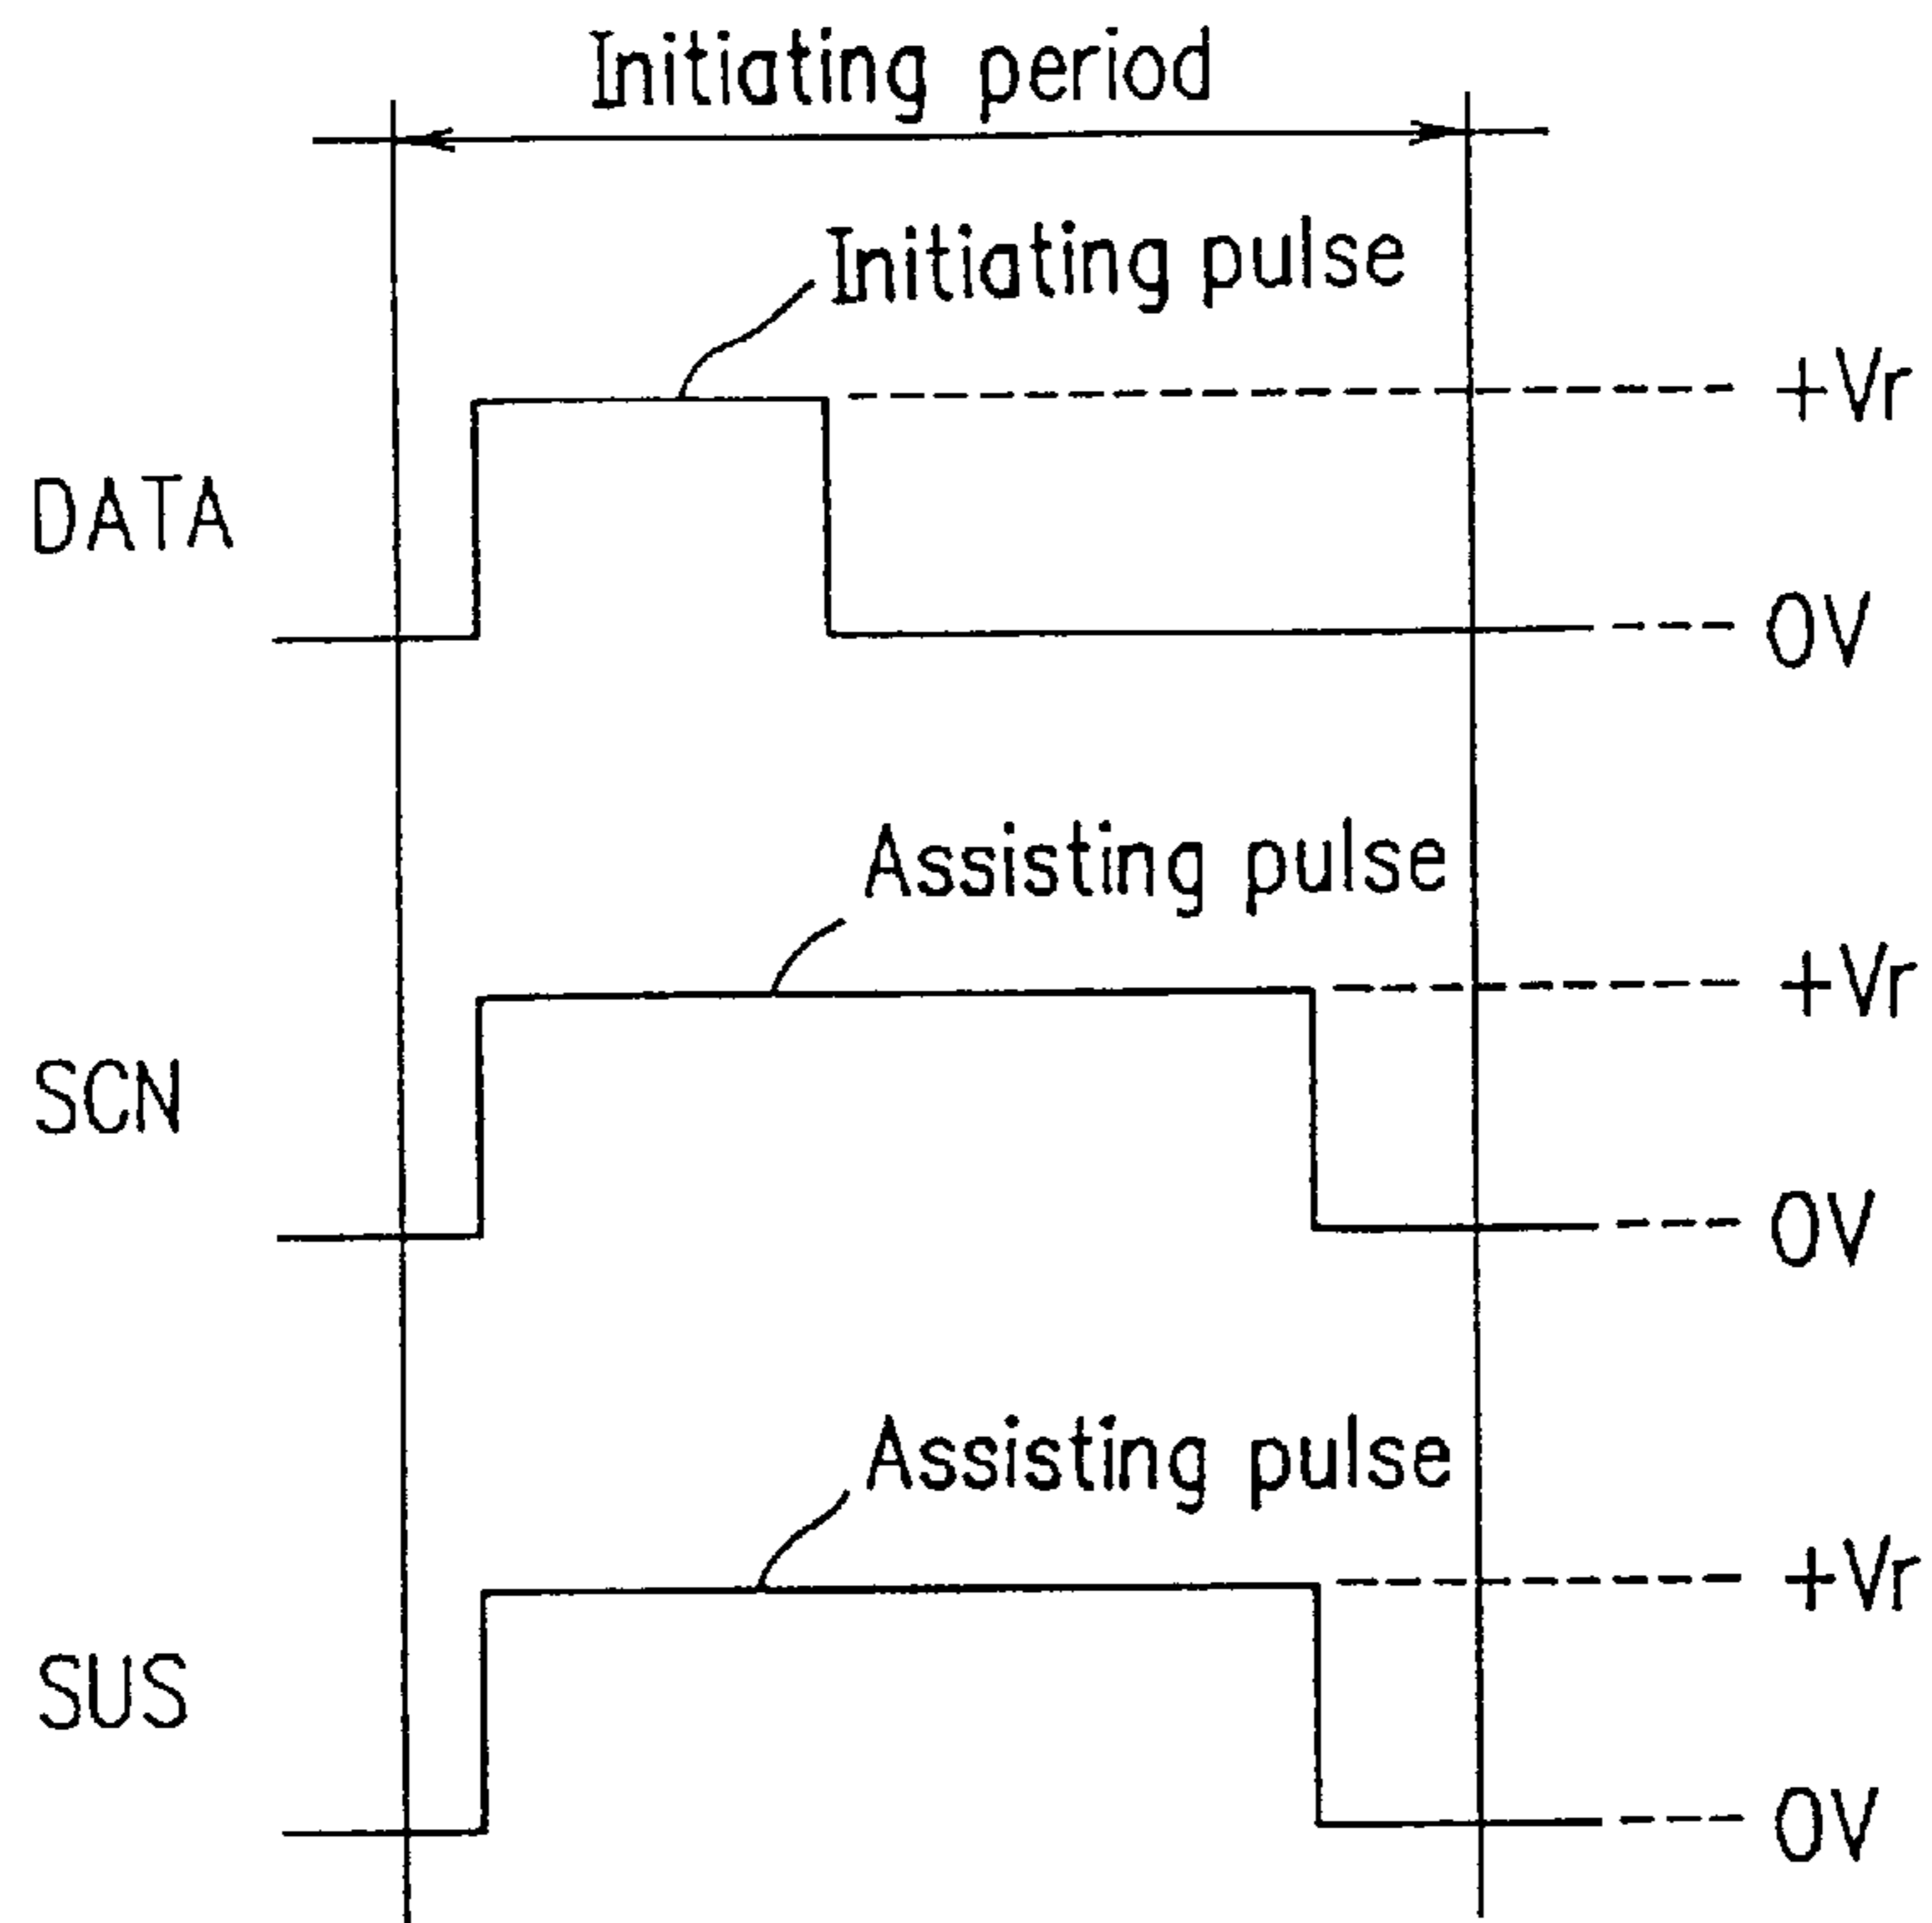 Initiating period
Initiating pulse
+Vr
DATA
0V
Assisting pulse
+Vr
SCN
0V
Assisting pulse
+Vr
SUS
0V